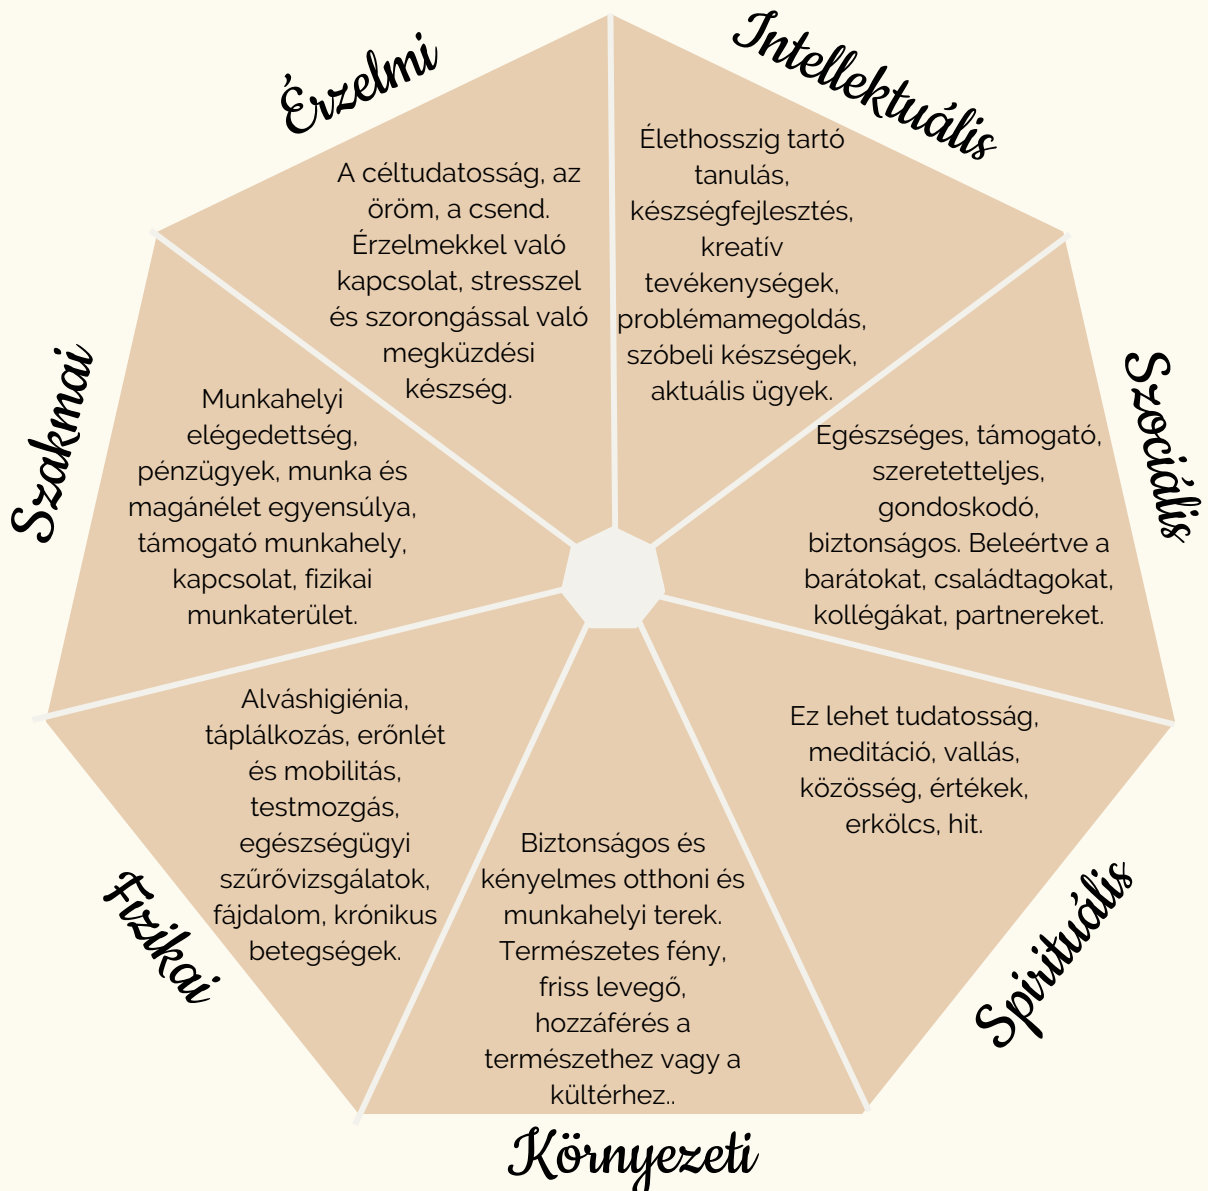 Érzelmi
A céltudatosság, az
öröm, a csend.
Érzelmekkel való
kapcsolat, stresszel
és szorongással való
megküzdési
készség.
Intellektuális
Élethosszig tartó
tanulás,
készségfejlesztés,
kreatív
tevékenységek,
problémamegoldás,
szóbeli készségek,
aktuális ügyek.
Szociális
Egészséges, támogató,
szeretetteljes,
gondoskodó,
biztonságos. Beleértve a
barátokat, családtagokat,
kollégákat, partnereket.
Spirituális
Ez lehet tudatosság,
meditáció, vallás,
közösség, értékek,
erkölcs, hit.
Környezeti
Biztonságos és
kényelmes otthoni és
munkahelyi terek.
Természetes fény,
friss levegő,
hozzáférés a
természethez vagy a
kültérhez..
Fizikai
Alváshigiénia,
táplálkozás, erőnlét
és mobilitás,
testmozgás,
egészségügyi
szűrővizsgálatok,
fájdalom, krónikus
betegségek.
Szakmai
Munkahelyi
elégedettség,
pénzügyek, munka és
magánélet egyensúlya,
támogató munkahely,
kapcsolat, fizikai
munkaterület.